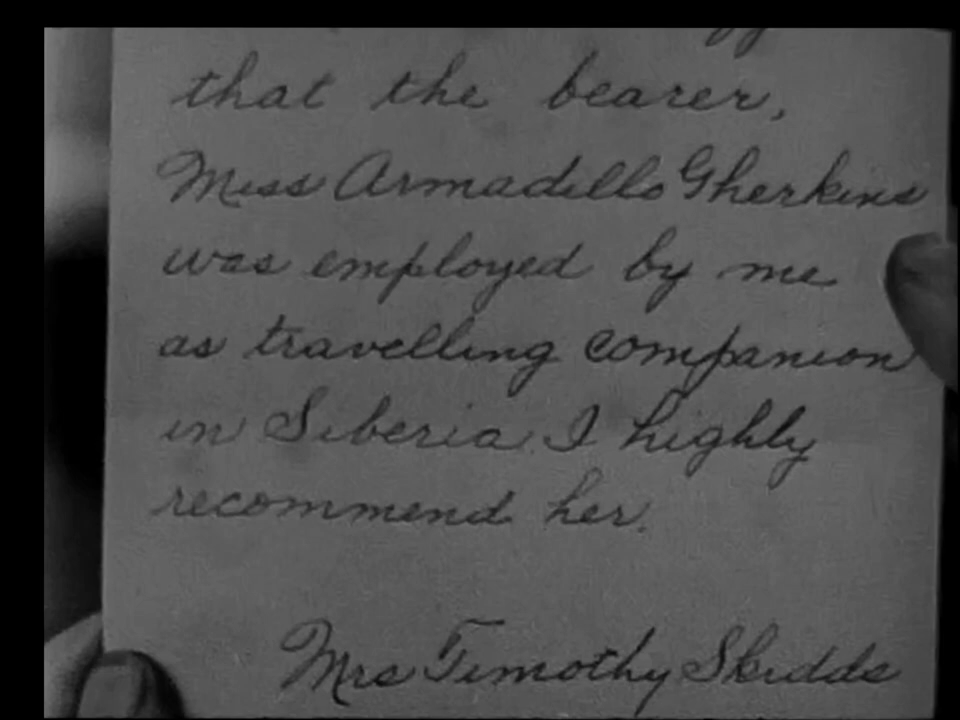 that the bearer,
Miss Armadillo Gherkins
was employed by me
as travelling companion
in Siberia I highly
recommend her.
Mrs Timothy Skidds